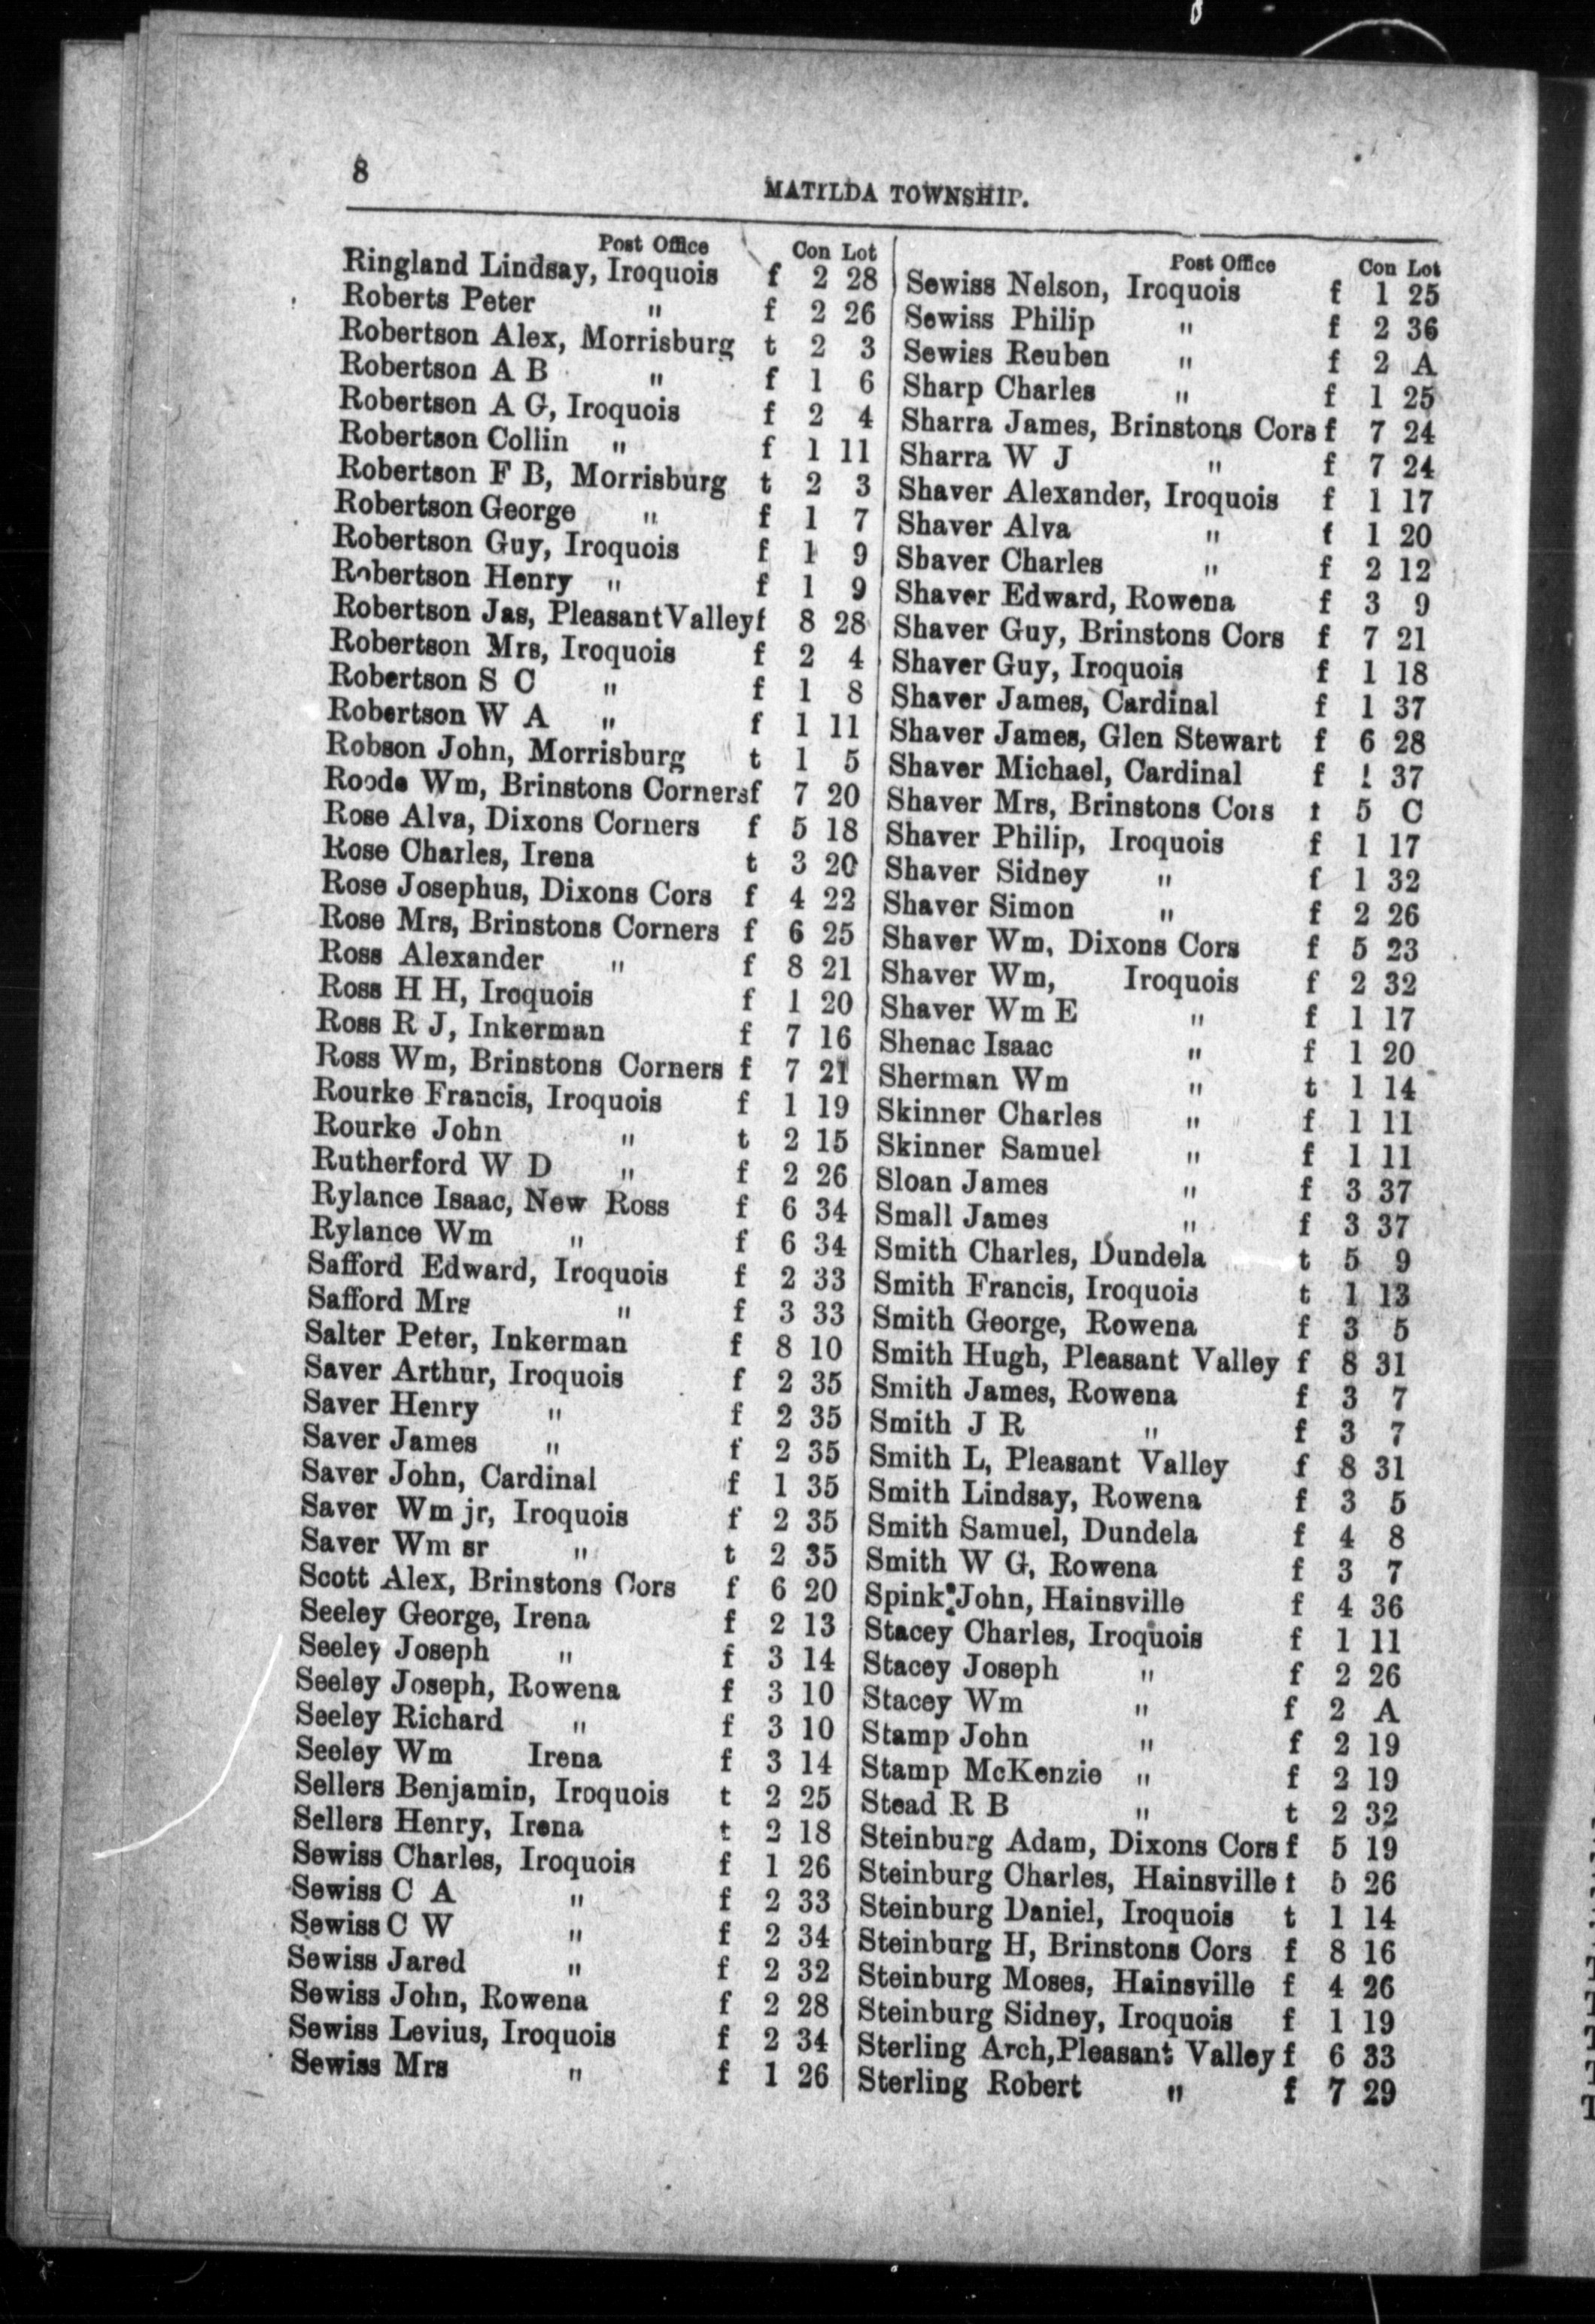 8
MATILDA TOWNSHIP.
Post Office Con Lot
Ringland Lindsay, Iroquois f 2 28
Roberts Peter " f 2 26
Robertson Alex, Morrisburg t 2 3
Robertson A B " f 1 6
Robertson A G, Iroquois f 2 4
Robertson Collin " f 1 11
Robertson F B, Morrisburg t 2 3
Robertson George " f 1 7
Robertson Guy, Iroquois f 1 9
Robertson Henry " f 1 9
Robertson Jas, Pleasant Valley f 8 28
Robertson Mrs, Iroquois f 2 4
Robertson S C " f 1 8
Robertson W A " f 1 11
Robson John, Morrisburg t 1 5
Roode Wm, Brinstons Corners f 7 20
Rose Alva, Dixons Corners f 5 18
Rose Charles, Irena t 3 20
Rose Josephus, Dixons Cors f 4 22
Rose Mrs, Brinstons Corners f 6 25
Ross Alexander " f 8 21
Ross H H, Iroquois f 1 20
Ross R J, Inkerman f 7 16
Ross Wm, Brinstons Corners f 7 21
Rourke Francis, Iroquois f 1 19
Rourke John " t 2 15
Rutherford W D " f 2 26
Rylance Isaac, New Ross f 6 34
Rylance Wm " f 6 34
Safford Edward, Iroquois f 2 33
Safford Mrs " f 3 33
Salter Peter, Inkerman f 8 10
Saver Arthur, Iroquois f 2 35
Saver Henry " f 2 35
Saver James " f 2 35
Saver John, Cardinal f 1 35
Saver Wm jr, Iroquois f 2 35
Saver Wm sr " t 2 35
Scott Alex, Brinstons Cors f 6 20
Seeley George, Irena f 2 13
Seeley Joseph " f 3 14
Seeley Joseph, Rowena f 3 10
Seeley Richard " f 3 10
Seeley Wm Irena f 3 14
Sellers Benjamin, Iroquois t 2 25
Sellers Henry, Irena t 2 18
Sewiss Charles, Iroquois f 1 26
Sewiss C A " f 2 33
Sewiss C W " f 2 34
Sewiss Jared " f 2 32
Sewiss John, Rowena f 2 28
Sewiss Levius, Iroquois f 2 34
Sewiss Mrs " f 1 26
Post Office Con Lot
Sewiss Nelson, Iroquois f 1 25
Sewiss Philip " f 2 36
Sewiss Reuben " f 2 A
Sharp Charles " f 1 25
Sharra James, Brinstons Cors f 7 24
Sharra W J " f 7 24
Shaver Alexander, Iroquois f 1 17
Shaver Alva " f 1 20
Shaver Charles " f 2 12
Shaver Edward, Rowena f 3 9
Shaver Guy, Brinstons Cors f 7 21
Shaver Guy, Iroquois f 1 18
Shaver James, Cardinal f 1 37
Shaver James, Glen Stewart f 6 28
Shaver Michael, Cardinal f 1 37
Shaver Mrs, Brinstons Cors t 5 C
Shaver Philip, Iroquois f 1 17
Shaver Sidney " f 1 32
Shaver Simon " f 2 26
Shaver Wm, Dixons Cors f 5 23
Shaver Wm, Iroquois f 2 32
Shaver Wm E " f 1 17
Shenac Isaac " f 1 20
Sherman Wm " t 1 14
Skinner Charles " f 1 11
Skinner Samuel " f 1 11
Sloan James " f 3 37
Small James " f 3 37
Smith Charles, Dundela t 5 9
Smith Francis, Iroquois t 1 13
Smith George, Rowena f 3 5
Smith Hugh, Pleasant Valley f 8 31
Smith James, Rowena f 3 7
Smith J R " f 3 7
Smith L, Pleasant Valley f 8 31
Smith Lindsay, Rowena f 3 5
Smith Samuel, Dundela f 4 8
Smith W G, Rowena f 3 7
Spink John, Hainsville f 4 36
Stacey Charles, Iroquois f 1 11
Stacey Joseph " f 2 26
Stacey Wm " f 2 A
Stamp John " f 2 19
Stamp McKenzie " f 2 19
Stead R B " t 2 32
Steinburg Adam, Dixons Cors f 5 19
Steinburg Charles, Hainsville t 5 26
Steinburg Daniel, Iroquois t 1 14
Steinburg H, Brinstons Cors f 8 16
Steinburg Moses, Hainsville f 4 26
Steinburg Sidney, Iroquois f 1 19
Sterling Arch, Pleasant Valley f 6 33
Sterling Robert " f 7 29